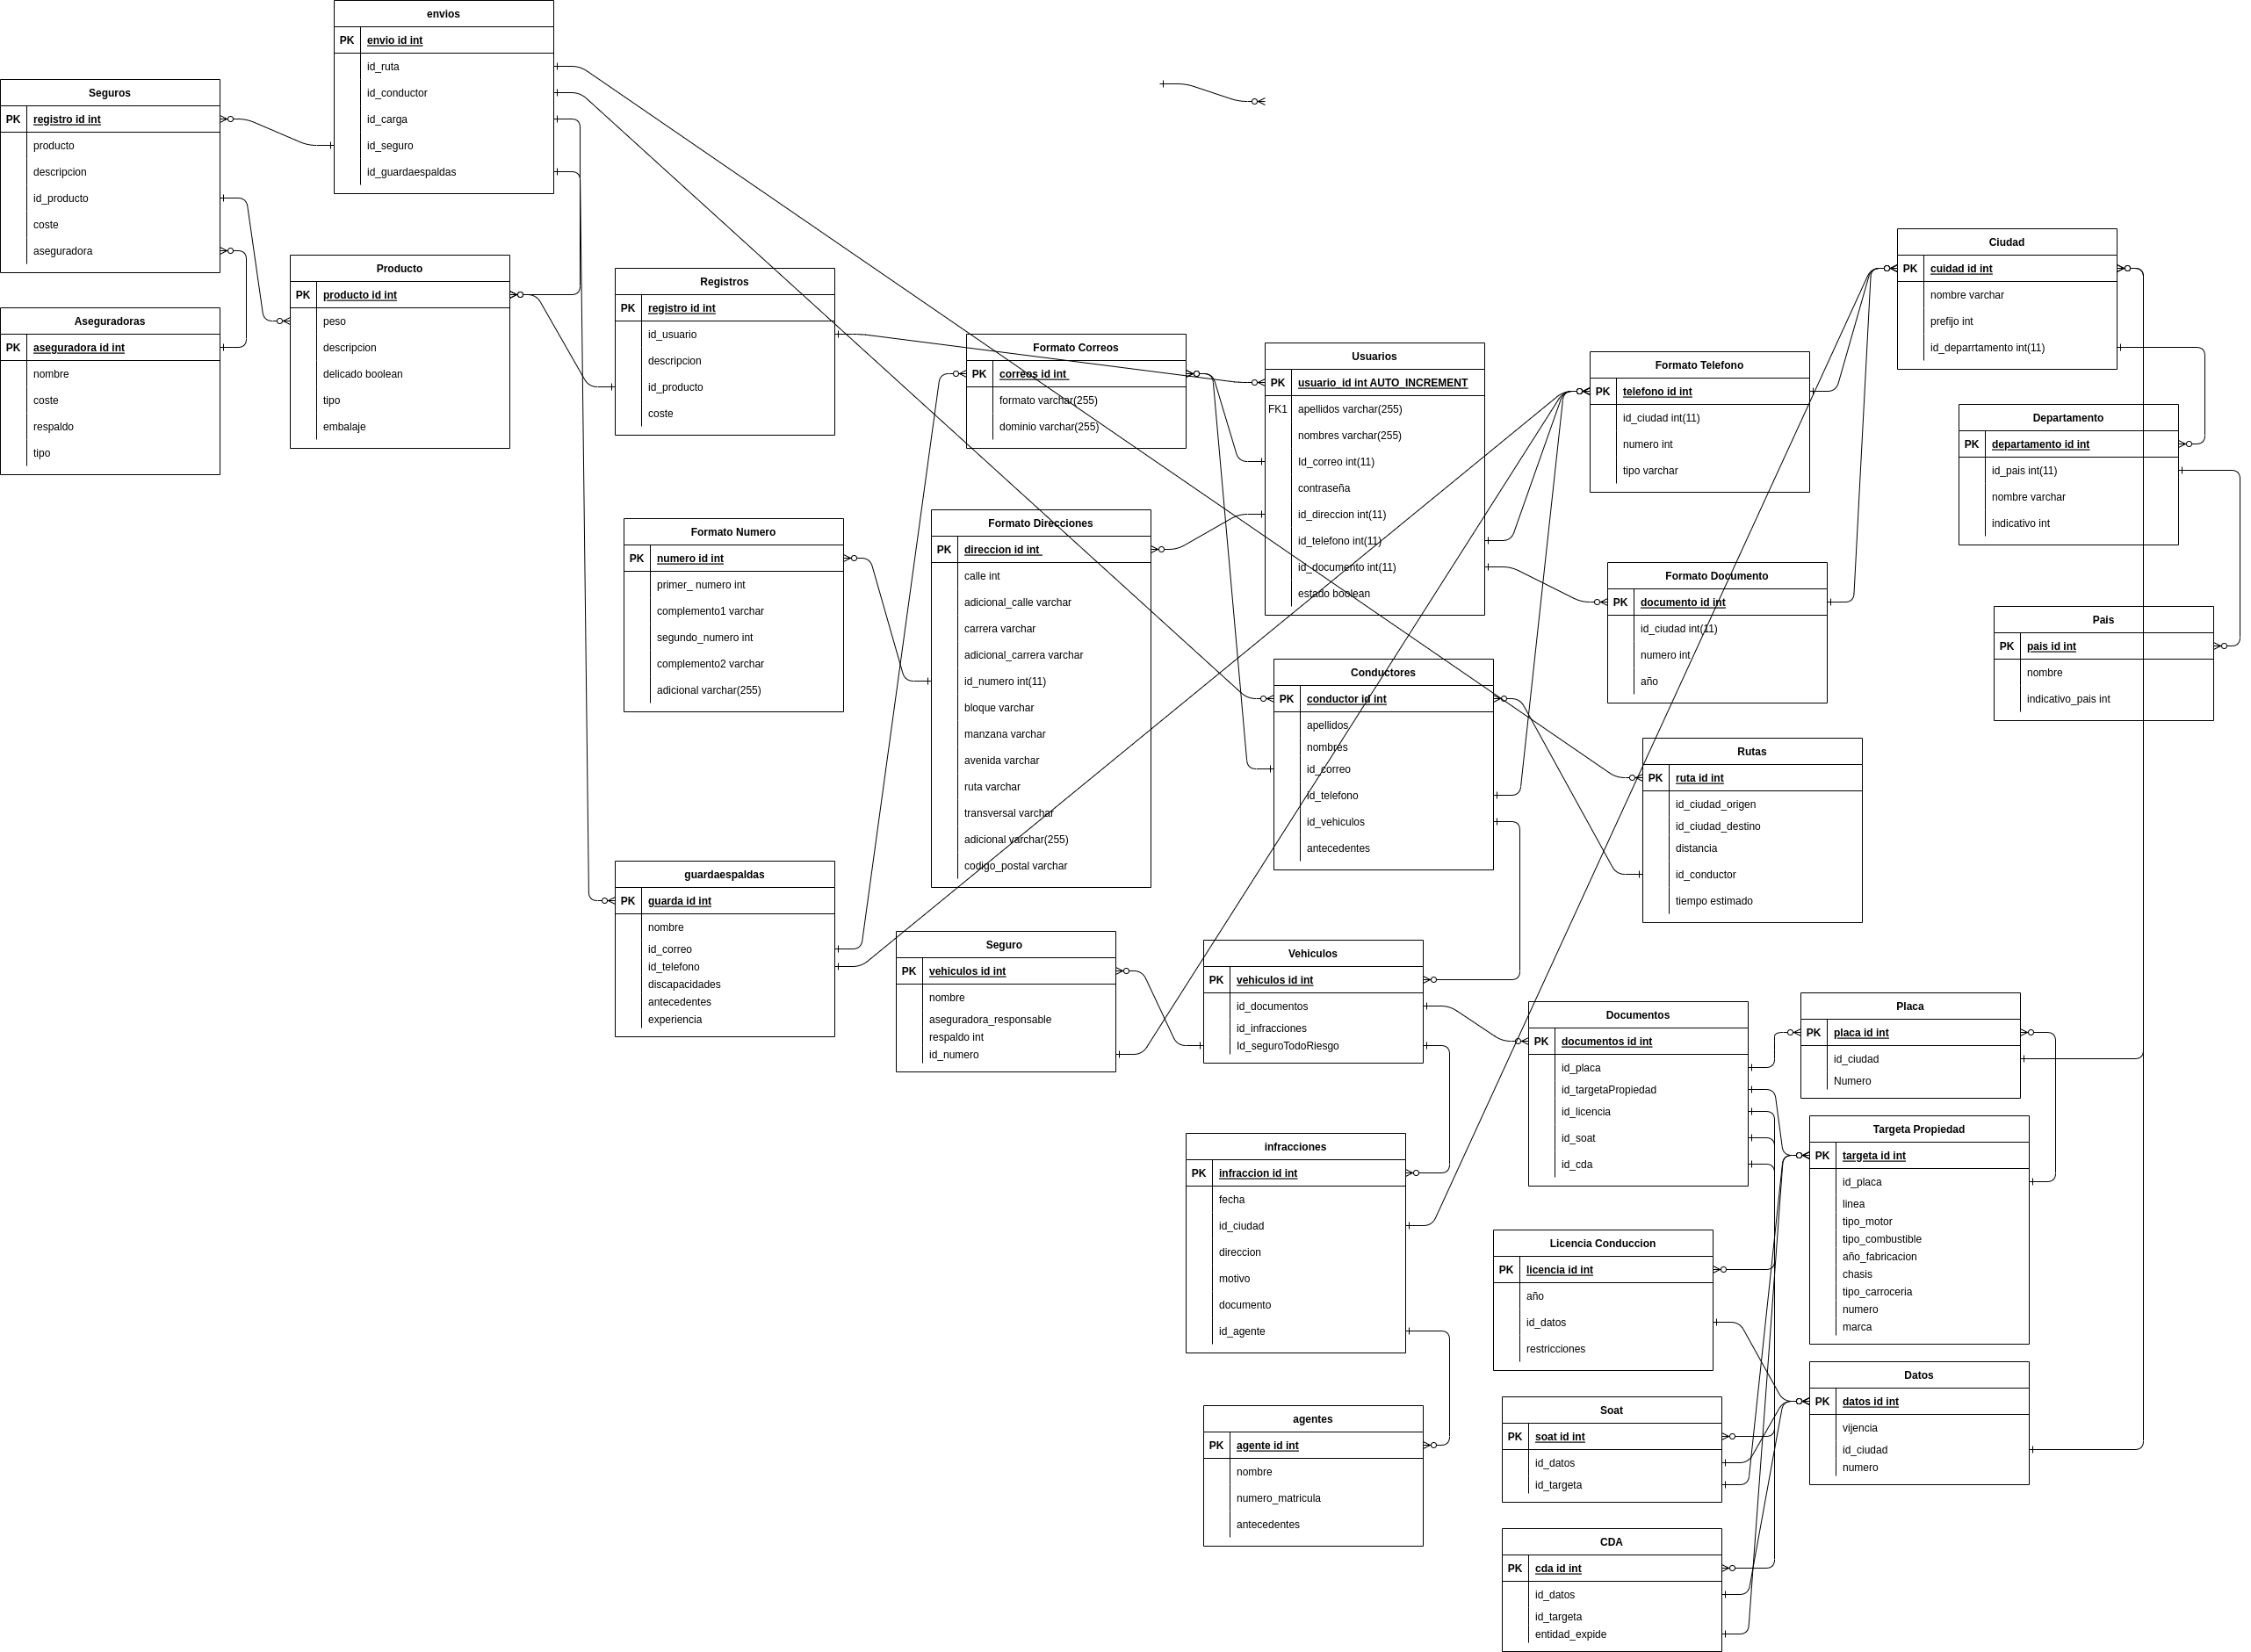 envios
PK envio id int
id_ruta
id_conductor
id_carga
id_seguro
id_guardaespaldas
Seguros
PK registro id int
producto
descripcion
id_producto
coste
aseguradora
Aseguradoras
PK aseguradora id int
nombre
coste
respaldo
tipo
Producto
PK producto id int
peso
descripcion
delicado boolean
tipo
embalaje
Registros
PK registro id int
id_usuario
descripcion
id_producto
coste
Formato Correos
PK correos id int
formato varchar(255)
dominio varchar(255)
Usuarios
PK usuario_id int AUTO_INCREMENT
FK1 apellidos varchar(255)
nombres varchar(255)
Id_correo int(11)
contraseña
id_direccion int(11)
id_telefono int(11)
id_documento int(11)
estado boolean
Formato Telefono
PK telefono id int
id_ciudad int(11)
numero int
tipo varchar
Ciudad
PK cuidad id int
nombre varchar
prefijo int
id_deparrtamento int(11)
Departamento
PK departamento id int
id_pais int(11)
nombre varchar
indicativo int
Pais
PK pais id int
nombre
indicativo_pais int
Formato Numero
PK numero id int
primer_ numero int
complemento1 varchar
segundo_numero int
complemento2 varchar
adicional varchar(255)
Formato Direcciones
PK direccion id int
calle int
adicional_calle varchar
carrera varchar
adicional_carrera varchar
id_numero int(11)
bloque varchar
manzana varchar
avenida varchar
ruta varchar
transversal varchar
adicional varchar(255)
codigo_postal varchar
Formato Documento
PK documento id int
id_ciudad int(11)
numero int
año
Conductores
PK conductor id int
apellidos
nombres
id_correo
id_telefono
id_vehiculos
antecedentes
Rutas
PK ruta id int
id_ciudad_origen
id_ciudad_destino
distancia
id_conductor
tiempo estimado
guardaespaldas
PK guarda id int
nombre
id_correo
id_telefono
discapacidades
antecedentes
experiencia
Seguro
PK vehiculos id int
nombre
aseguradora_responsable
respaldo int
id_numero
Vehiculos
PK vehiculos id int
id_documentos
id_infracciones
Id_seguroTodoRiesgo
Documentos
PK documentos id int
id_placa
id_targetaPropiedad
id_licencia
id_soat
id_cda
Placa
PK placa id int
id_ciudad
Numero
Targeta Propiedad
PK targeta id int
id_placa
linea
tipo_motor
tipo_combustible
año_fabricacion
chasis
tipo_carroceria
numero
marca
infracciones
PK infraccion id int
fecha
id_ciudad
direccion
motivo
documento
id_agente
Licencia Conduccion
PK licencia id int
año
id_datos
restricciones
Datos
PK datos id int
vijencia
id_ciudad
numero
agentes
PK agente id int
nombre
numero_matricula
antecedentes
Soat
PK soat id int
id_datos
id_targeta
CDA
PK cda id int
id_datos
id_targeta
entidad_expide